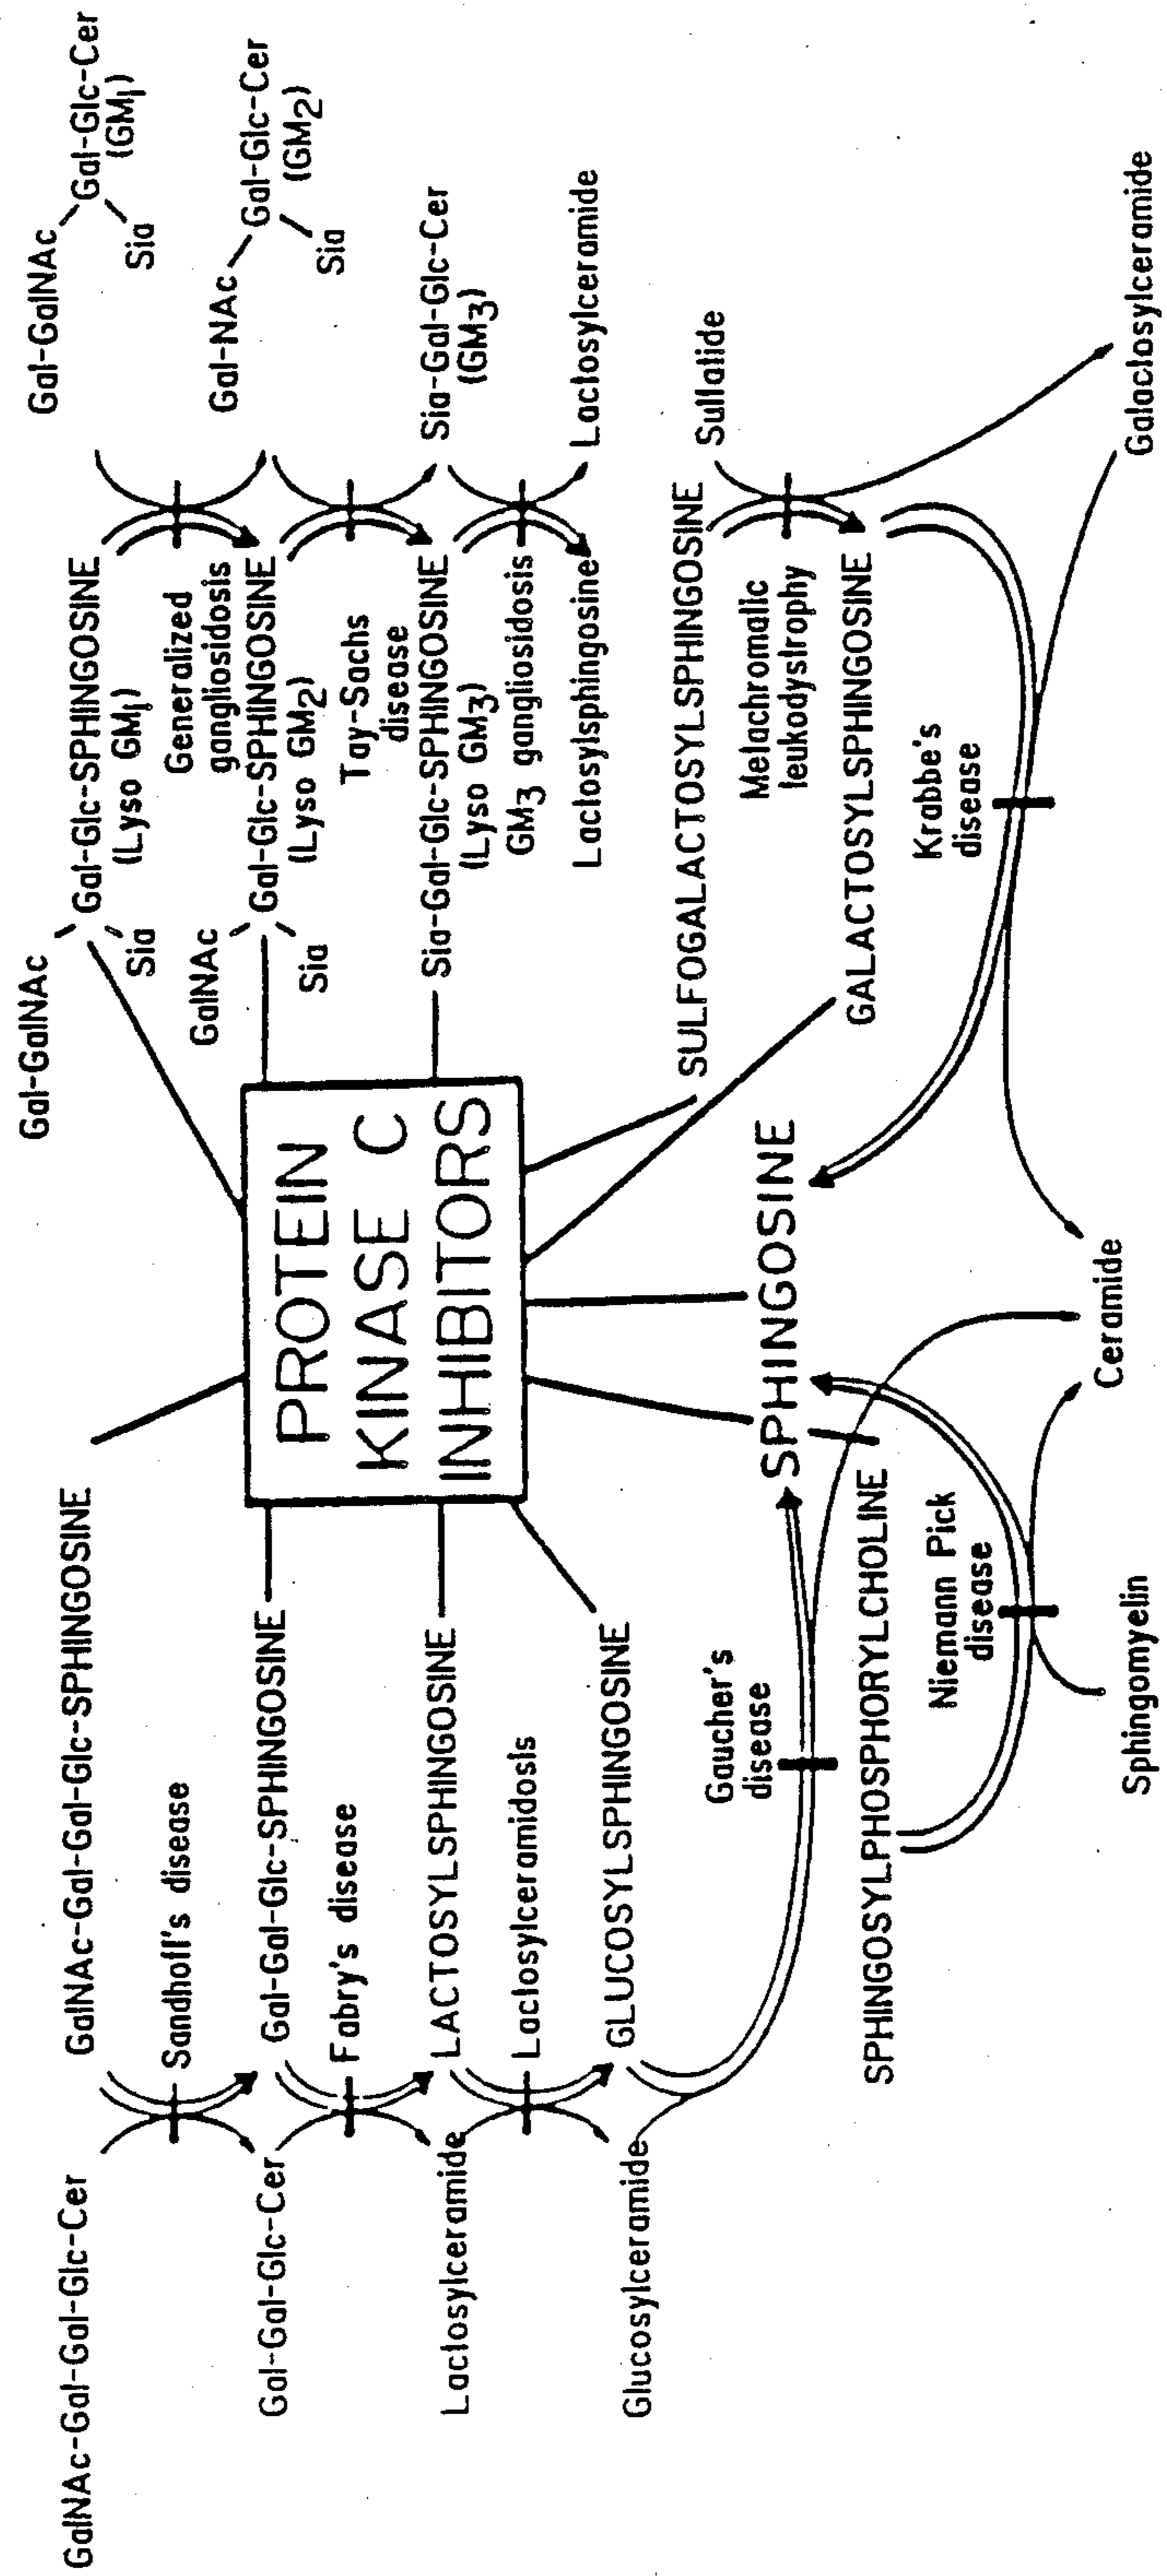 GalNAc-Gal-Gal-Glc-Cer
GalNAc-Gal-Gal-Glc-SPHINGOSINE
Sandhoff's disease
Gal-Gal-Glc-Cer
Gal-Gal-Glc-SPHINGOSINE
Fabry's disease
Lactosylceramide
LACTOSYLSPHINGOSINE
Lactosylceramidosis
Glucosylceramide
GLUCOSYLSPHINGOSINE
Gaucher's
disease
SPHINGOSYLPHOSPHORYLCHOLINE
Niemann Pick
disease
Sphingomyelin
PROTEIN
KINASE C
INHIBITORS
SPHINGOSINE
Ceramide
Gal-GalNAc
Gal-Glc-SPHINGOSINE
(Lyso GM1)
Sia
Generalized
gangliosidosis
GalNAc
Gal-Glc-SPHINGOSINE
(Lyso GM2)
Sia
Tay-Sachs
disease
Sia-Gal-Glc-SPHINGOSINE
(Lyso GM3)
GM3 gangliosidosis
Lactosylsphingosine
SULFOGALACTOSYLSPHINGOSINE
Melachromalic
leukodystrophy
GALACTOSYLSPHINGOSINE
Krabbe's
disease
Gal-GalNAc
Gal-Glc-Cer
(GM1)
Sia
Gal-NAc
Gal-Glc-Cer
(GM2)
Sia
Sia-Gal-Glc-Cer
(GM3)
Lactosylceramide
Sulfatide
Galactosylceramide